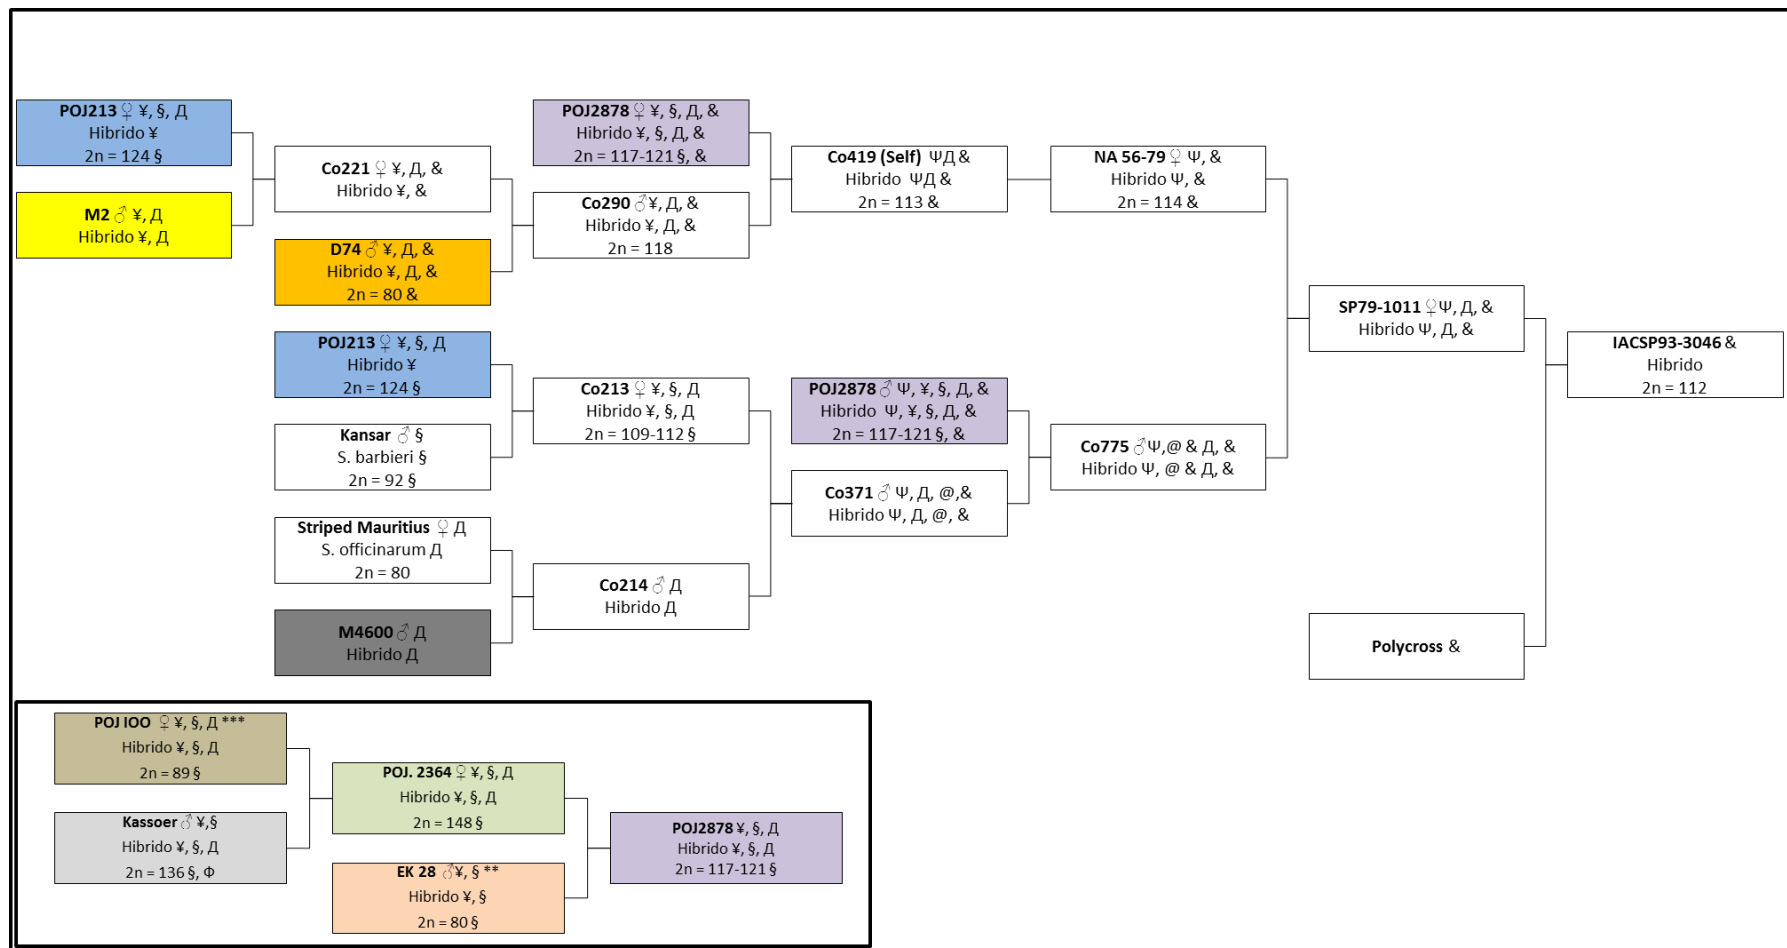 POJ213 ♀ ¥, §, Д
Hibrido ¥
2n = 124 §
M2 ♂ ¥, Д
Hibrido ¥, Д
Co221 ♀ ¥, Д, &
Hibrido ¥, &
D74 ♂ ¥, Д, &
Hibrido ¥, Д, &
2n = 80 &
POJ213 ♀ ¥, §, Д
Hibrido ¥
2n = 124 §
Kansar ♂ §
S. barbieri §
2n = 92 §
Striped Mauritius ♀ Д
S. officinarum Д
2n = 80
M4600 ♂ Д
Hibrido Д
POJ2878 ♀ ¥, §, Д, &
Hibrido ¥, §, Д, &
2n = 117-121 §, &
Co290 ♂¥, Д, &
Hibrido ¥, Д, &
2n = 118
Co213 ♀ ¥, §, Д
Hibrido ¥, §, Д
2n = 109-112 §
Co214 ♂ Д
Hibrido Д
Co419 (Self) ΨД &
Hibrido ΨД &
2n = 113 &
POJ2878 ♂ Ψ, ¥, §, Д, &
Hibrido Ψ, ¥, §, Д, &
2n = 117-121 §, &
Co371 ♂ Ψ, Д, @,&
Hibrido Ψ, Д, @, &
NA 56-79 ♀ Ψ, &
Hibrido Ψ, &
2n = 114 &
Co775 ♂Ψ,@ & Д, &
Hibrido Ψ, @ & Д, &
SP79-1011 ♀Ψ, Д, &
Hibrido Ψ, Д, &
Polycross &
IACSP93-3046 &
Hibrido
2n = 112
POJ IOO ♀ ¥, §, Д ***
Hibrido ¥, §, Д
2n = 89 §
Kassoer ♂ ¥,§
Hibrido ¥, §, Д
2n = 136 §, Φ
POJ. 2364 ♀ ¥, §, Д
Hibrido ¥, §, Д
2n = 148 §
EK 28 ♂¥, § **
Hibrido ¥, §
2n = 80 §
POJ2878 ¥, §, Д
Hibrido ¥, §, Д
2n = 117-121 §